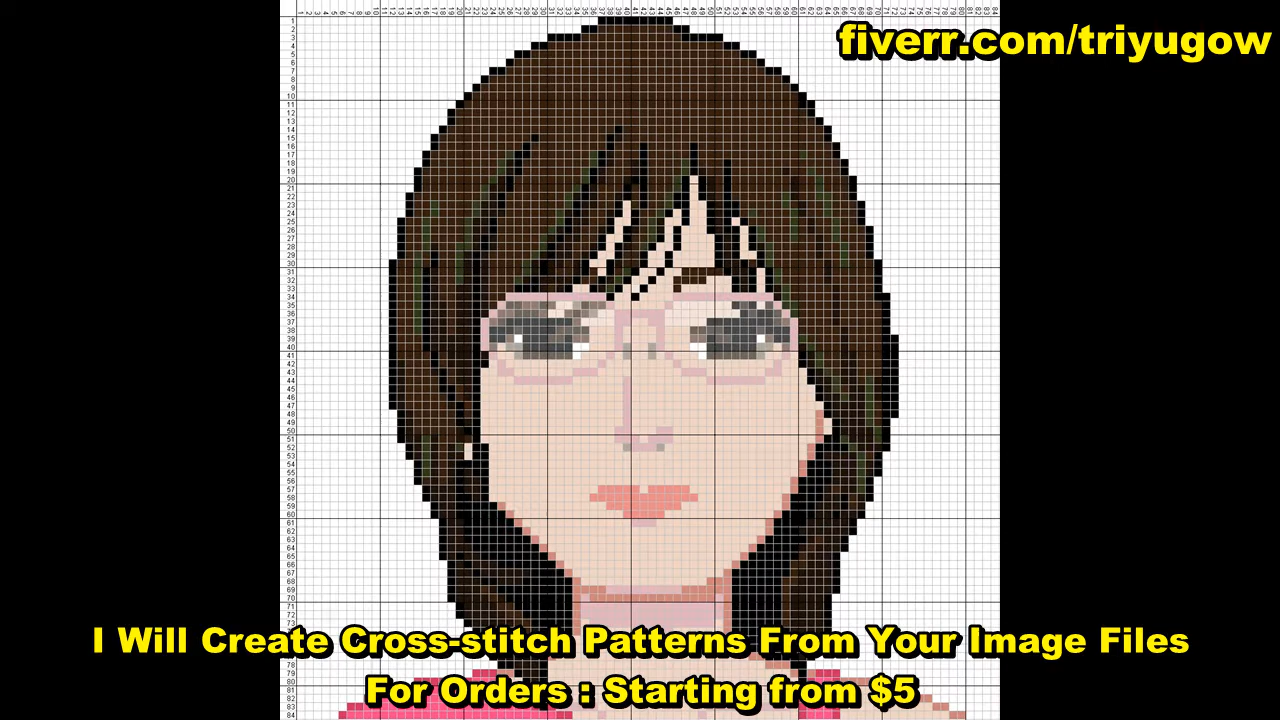 fiverr.com/triyugow
I Will Create Cross-stitch Patterns From Your Image Files
For Orders : Starting from $5